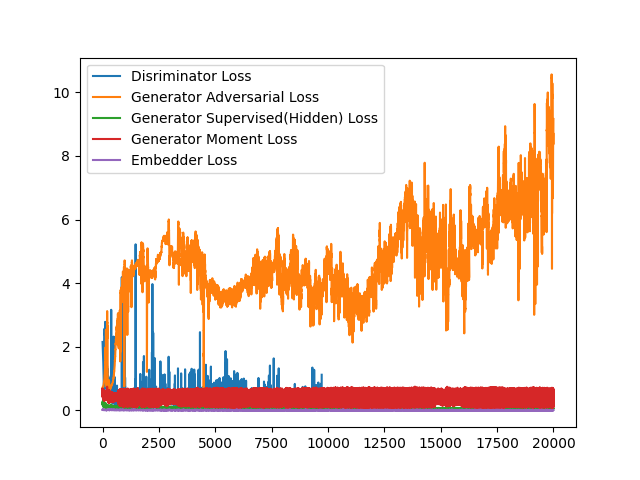 Disriminator Loss
Generator Adversarial Loss
Generator Supervised(Hidden) Loss
Generator Moment Loss
Embedder Loss
10
8
6
4
2
0
0 2500 5000 7500 10000 12500 15000 17500 20000